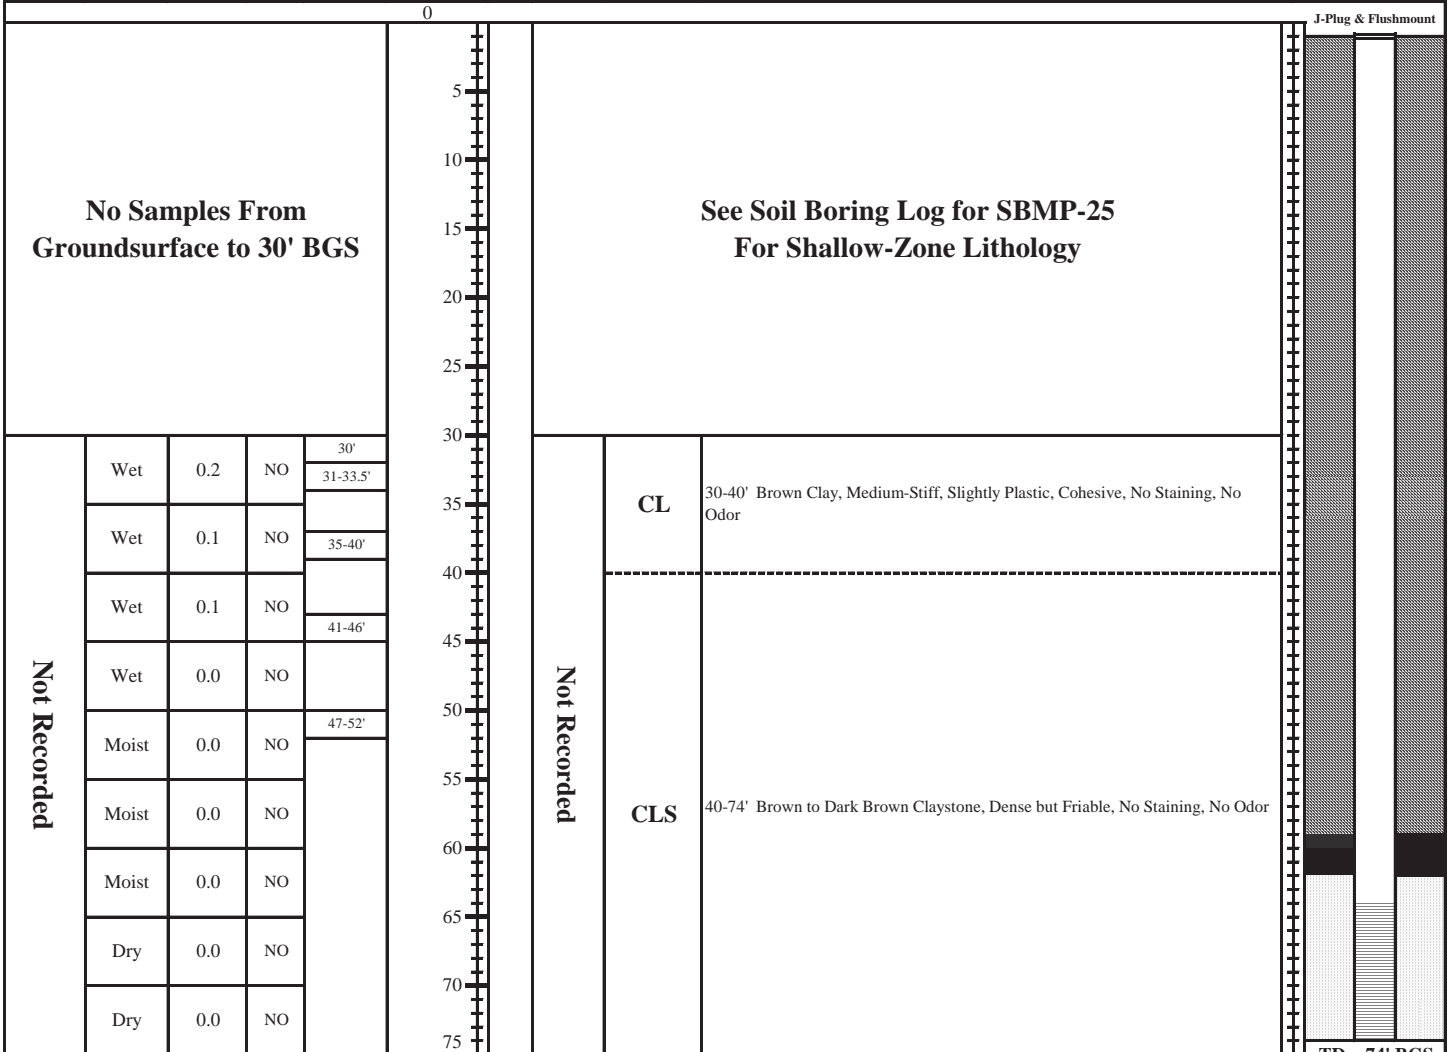 0
J-Plug & Flushmount
5
10
No Samples From
Groundsurface to 30' BGS
15
See Soil Boring Log for SBMP-25
For Shallow-Zone Lithology
20
25
30
Not Recorded
Wet 0.2 NO
30'
31-33.5'
35
Not Recorded
CL
30-40' Brown Clay, Medium-Stiff, Slightly Plastic, Cohesive, No Staining, No
Odor
Wet 0.1 NO
35-40'
40
Wet 0.1 NO
41-46'
45
Wet 0.0 NO
50
47-52'
Moist 0.0 NO
55
Moist 0.0 NO
CLS
40-74' Brown to Dark Brown Claystone, Dense but Friable, No Staining, No Odor
60
Moist 0.0 NO
65
Dry 0.0 NO
70
Dry 0.0 NO
75
74' BGS